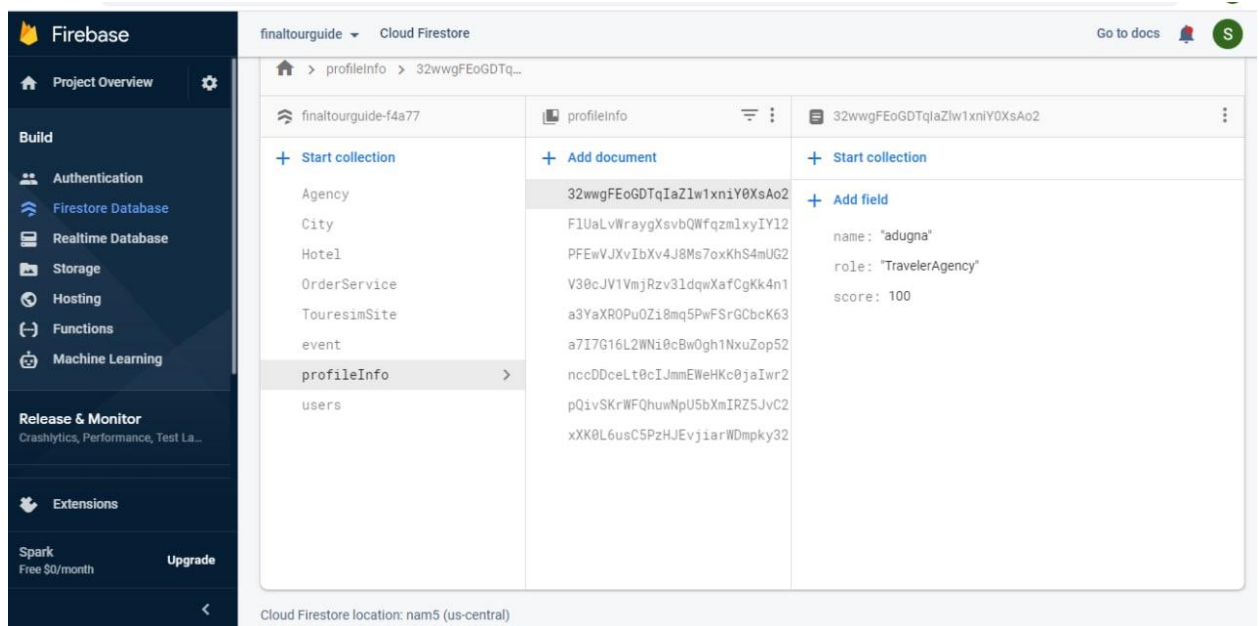 Firebase
finaltourguide
Cloud Firestore
Go to docs
S
Project Overview
profileInfo > 32wwgFEoGDTq...
finaltourguide-f4a77
profileInfo
32wwgFEoGDTqIaZlw1xniY0XsAo2
Build
+ Start collection
+ Add document
+ Start collection
Authentication
Firestore Database
Realtime Database
Storage
Hosting
Functions
Machine Learning
Agency
City
Hotel
OrderService
TouresimSite
event
profileInfo >
users
32wwgFEoGDTqIaZlw1xniY0XsAo2
FlUaLvWraygXsvbQWfqzmlxyIYl2
PFEwVJXvIbXv4J8Ms7oxKhS4mUG2
V30cJV1VmjRzv3ldqwXafCgKk4n1
a3YaXROPuOZi8mq5PwFSrGCbcK63
a7I7G16L2WNi0cBwOgh1NxuZop52
nccDDceLt0cIJmmEWeHKc0jaIwr2
pQivSKrWFQhuwNpU5bXmIRZ5JvC2
xXK0L6usC5PzHJEvjiarWDmpky32
+ Add field
name: "adugna"
role: "TravelerAgency"
score: 100
Release & Monitor
Crashlytics, Performance, Test La...
Extensions
Spark
Free $0/month
Upgrade
Cloud Firestore location: nam5 (us-central)